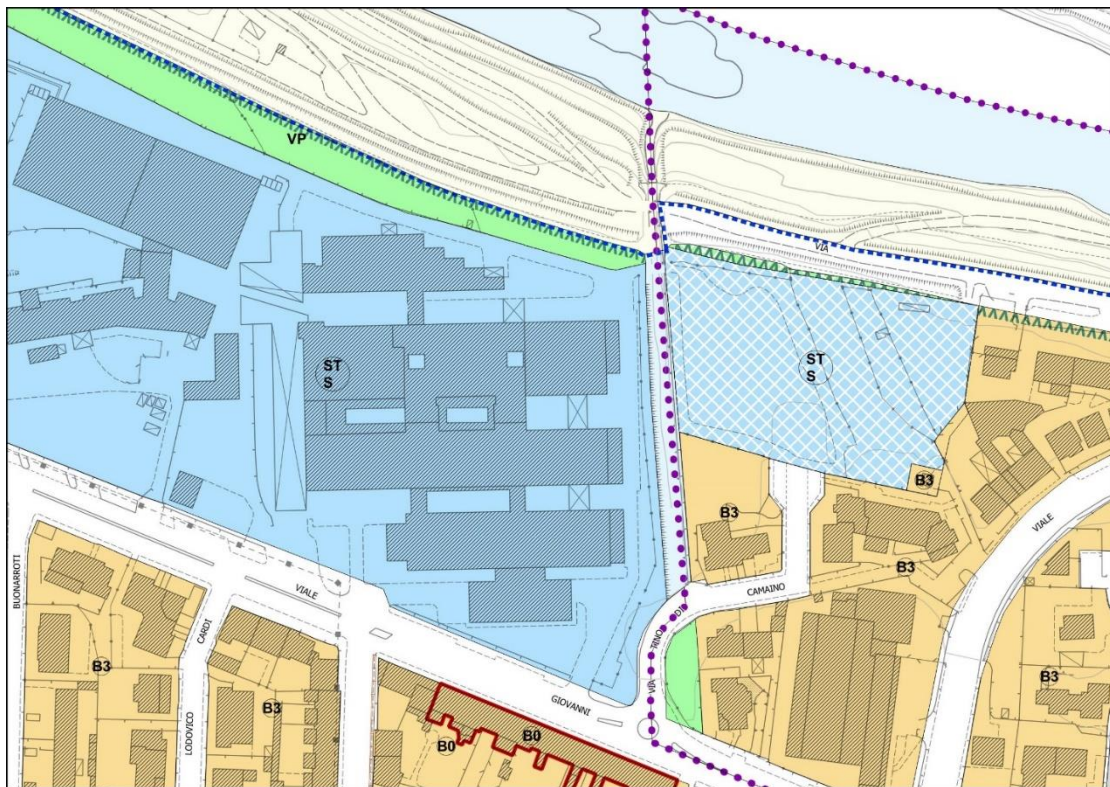 VP
VIA
ST
S
ST
S
B3
B3
B3
VIALE
BUONARROTI
VIALE
CAMAINO
DI
TINO
VIA
CARDI
LODOVICO
B3
B3
B3
GIOVANNI
B0
B0